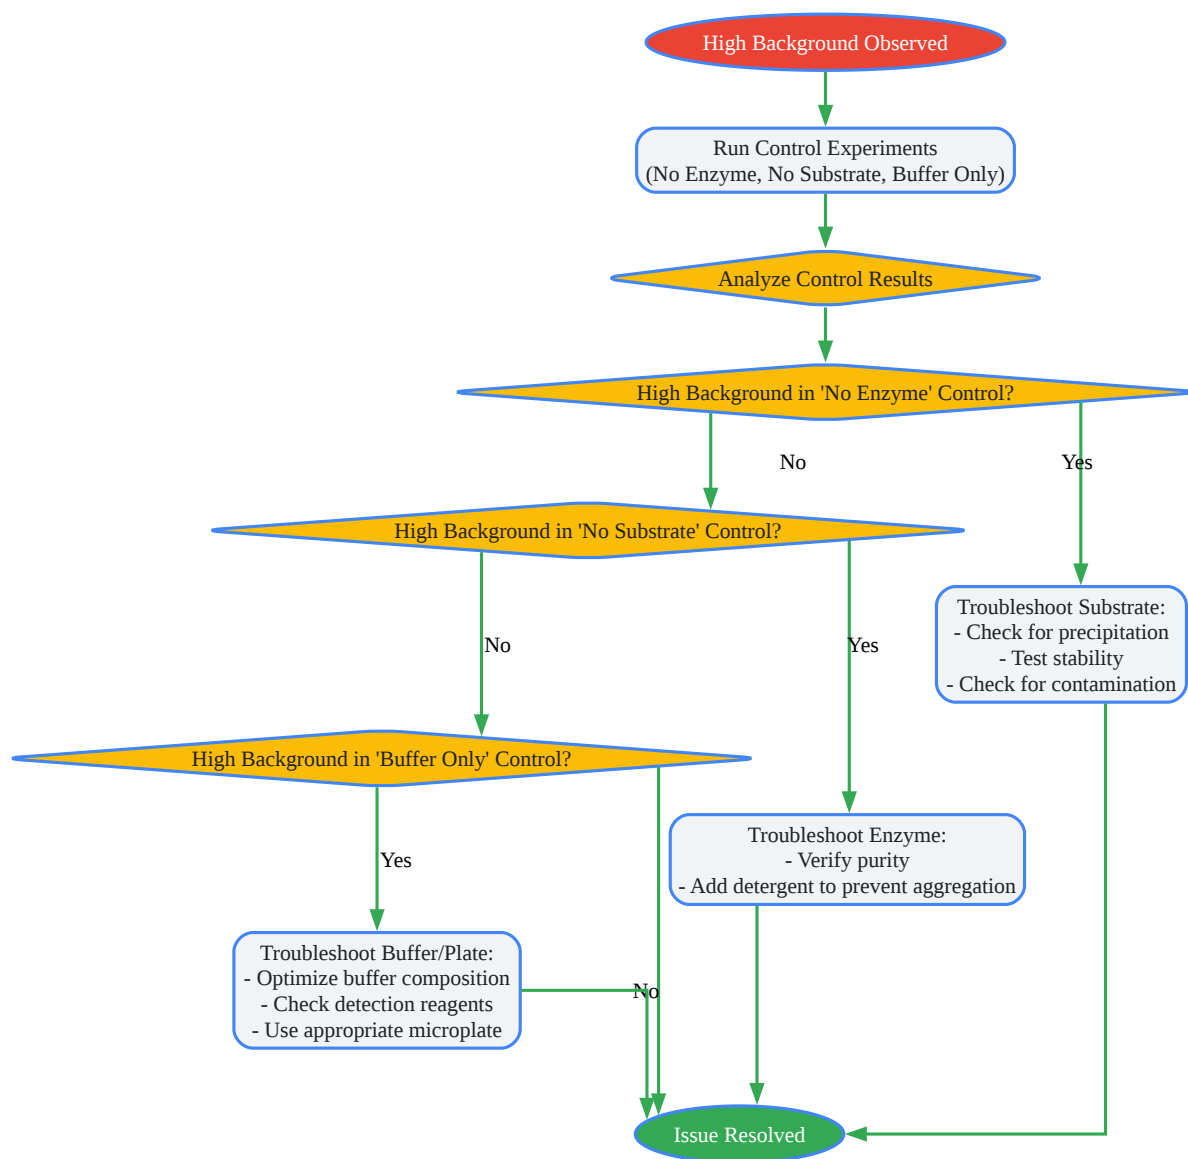 High Background Observed
Run Control Experiments
(No Enzyme, No Substrate, Buffer Only)
Analyze Control Results
High Background in 'No Enzyme' Control?
No
Yes
High Background in 'No Substrate' Control?
Troubleshoot Substrate:
- Check for precipitation
- Test stability
- Check for contamination
No
Yes
High Background in 'Buffer Only' Control?
Troubleshoot Enzyme:
- Verify purity
- Add detergent to prevent aggregation
Yes
Troubleshoot Buffer/Plate:
- Optimize buffer composition
- Check detection reagents
- Use appropriate microplate
No
Issue Resolved